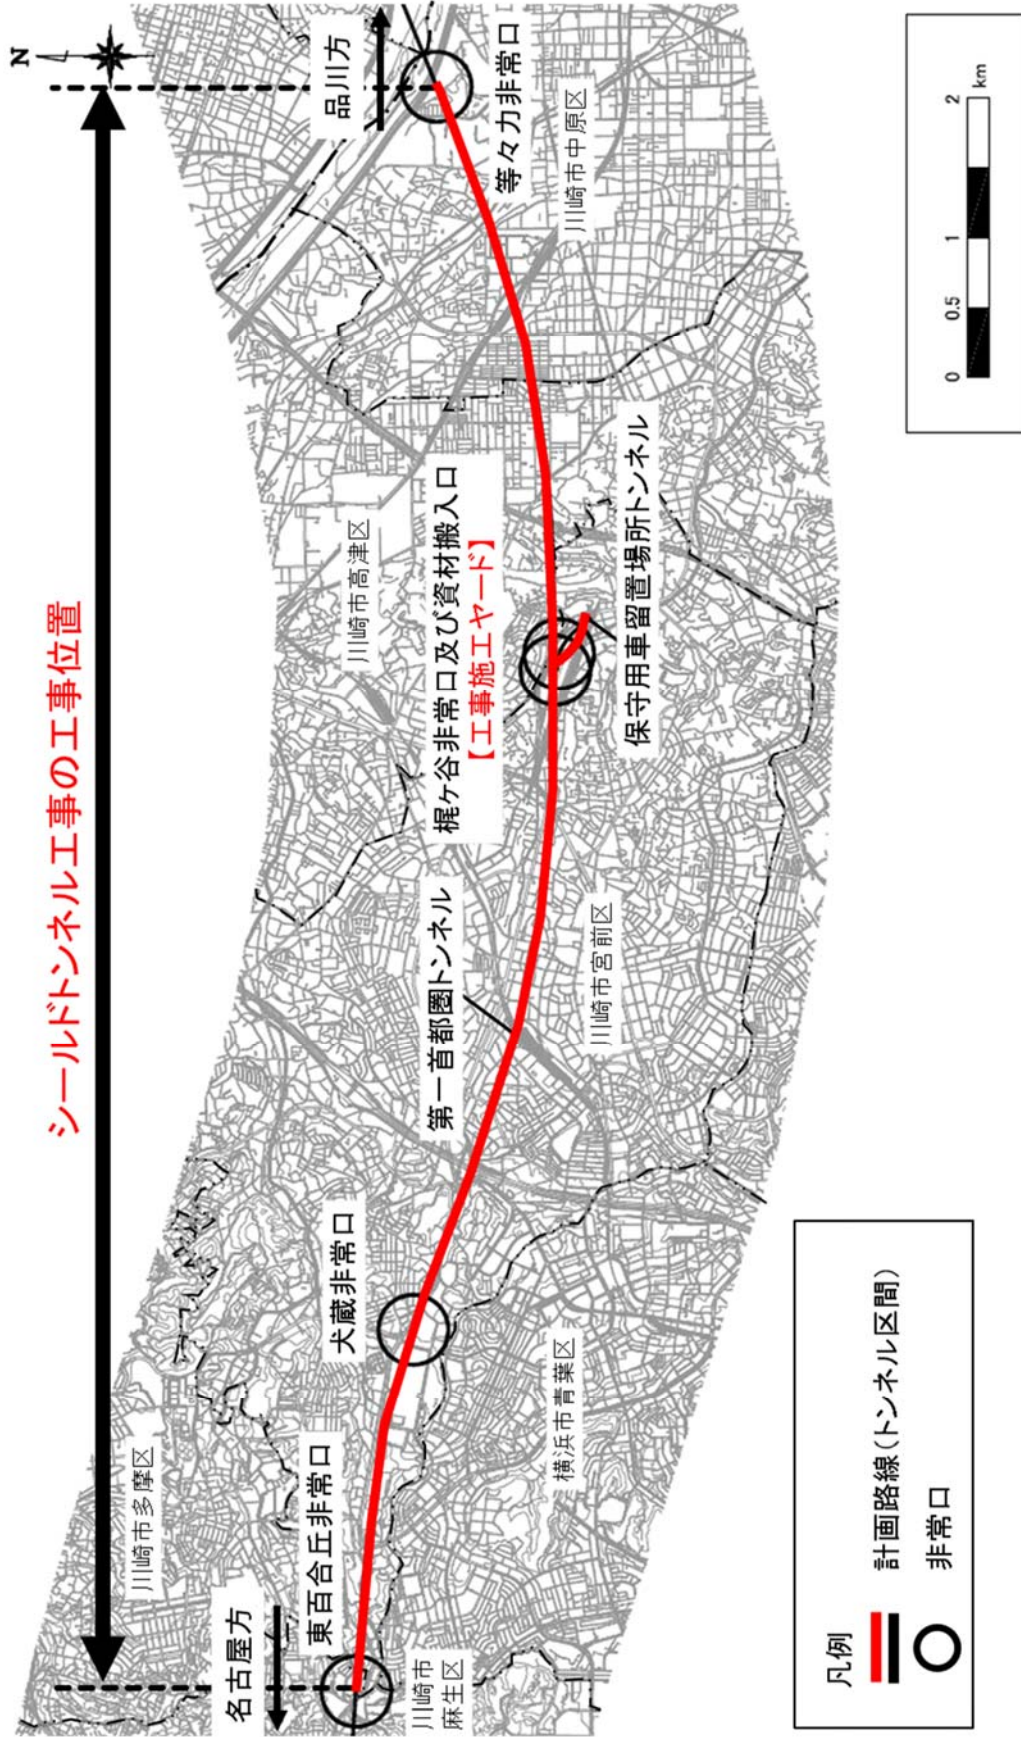 シールドトンネル工事の工事位置
N
名古屋方
品川方
川崎市多摩区
東百合丘非常口
川崎市
麻生区
犬蔵非常口
横浜市青葉区
第一首都圏トンネル
川崎市宮前区
川崎市高津区
梶ヶ谷非常口及び資材搬入口
【工事施工ヤード】
保守用車留置場所トンネル
等々力非常口
川崎市中原区
凡例
計画路線(トンネル区間)
非常口
0 0.5 1 2
km